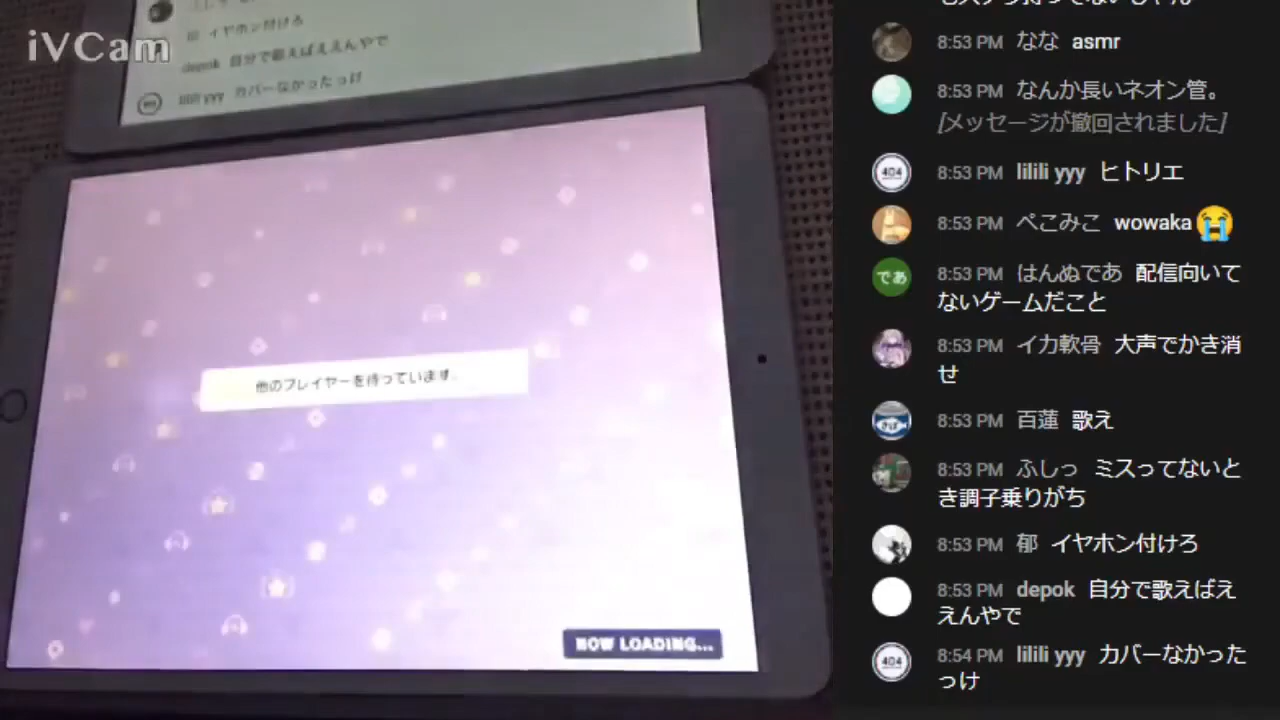 iVCam
郁 イヤホン付けろ
depok 自分で歌えばええんやで
lilili yyy カバーなかったっけ
他のプレイヤーを待っています。
NOW LOADING...
8:53 PM なな asmr
8:53 PM なんか長いネオン管。
[メッセージが撤回されました]
404 8:53 PM lilili yyy ヒトリエ
8:53 PM ぺこみこ wowaka😭
であ 8:53 PM はんぬであ 配信向いて
ないゲームだこと
8:53 PM イカ軟骨 大声でかき消
せ
8:53 PM 百蓮 歌え
8:53 PM ふしっ ミスってないと
き調子乗りがち
8:53 PM 郁 イヤホン付けろ
8:53 PM depok 自分で歌えばえ
えんやで
404 8:54 PM lilili yyy カバーなかった
っけ